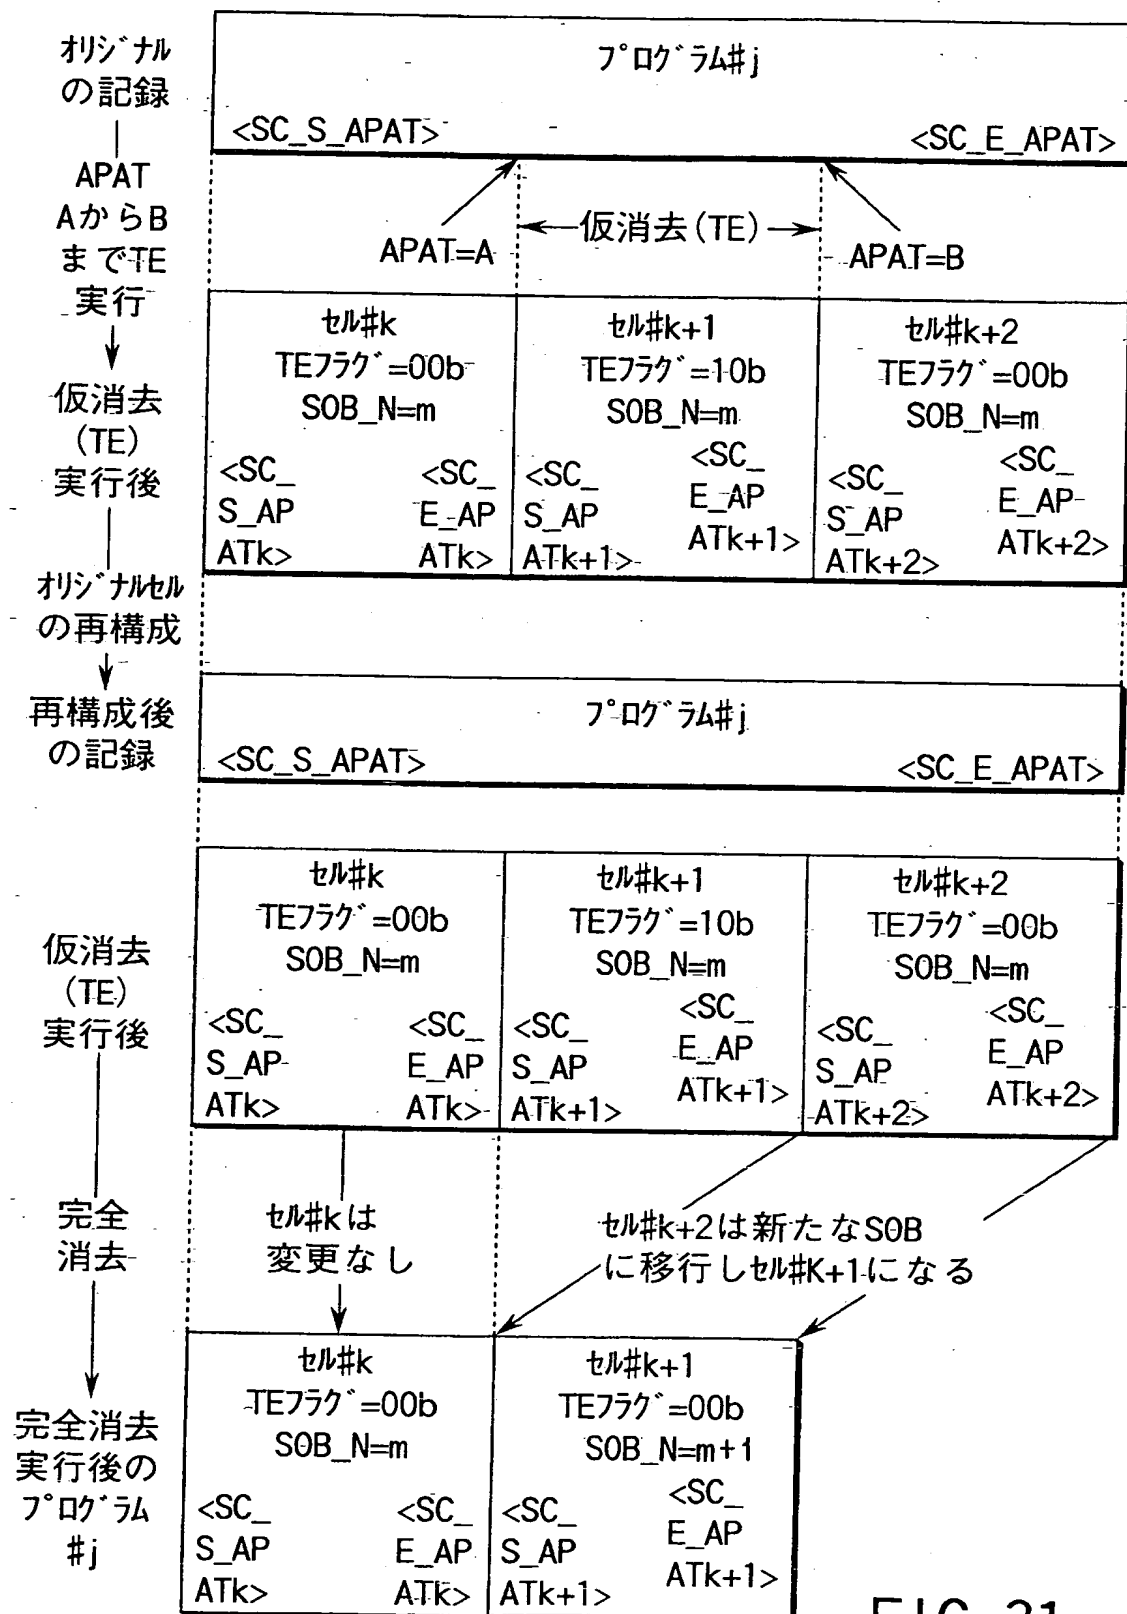 ｵﾘｼﾞﾅﾙ
の記録
APAT
AからB
までTE
実行
仮消去
(TE)
実行後
ｵﾘｼﾞﾅﾙｾﾙ
の再構成
再構成後
の記録
仮消去
(TE)
実行後
完全
消去
完全消去
実行後の
ﾌﾟﾛｸﾞﾗﾑ
#j
ﾌﾟﾛｸﾞﾗﾑ#j
<SC_S_APAT>
<SC_E_APAT>
仮消去(TE)
APAT=A
APAT=B
ｾﾙ#k
TEﾌﾗｸﾞ=00b
SOB_N=m
<SC_
S_AP
ATk>
<SC_
E_AP
ATk>
ｾﾙ#k+1
TEﾌﾗｸﾞ=10b
SOB_N=m
<SC_
S_AP
ATk+1>
<SC_
E_AP
ATk+1>
ｾﾙ#k+2
TEﾌﾗｸﾞ=00b
SOB_N=m
<SC_
S_AP
ATk+2>
<SC_
E_AP
ATk+2>
ﾌﾟﾛｸﾞﾗﾑ#j
<SC_S_APAT>
<SC_E_APAT>
ｾﾙ#k
TEﾌﾗｸﾞ=00b
SOB_N=m
<SC_
S_AP
ATk>
<SC_
E_AP
ATk>
ｾﾙ#k+1
TEﾌﾗｸﾞ=10b
SOB_N=m
<SC_
S_AP
ATk+1>
<SC_
E_AP
ATk+1>
ｾﾙ#k+2
TEﾌﾗｸﾞ=00b
SOB_N=m
<SC_
S_AP
ATk+2>
<SC_
E_AP
ATk+2>
ｾﾙ#kは
変更なし
ｾﾙ#k+2は新たなSOB
に移行しｾﾙ#K+1になる
ｾﾙ#k
TEﾌﾗｸﾞ=00b
SOB_N=m
<SC_
S_AP
ATk>
<SC_
E_AP
ATk>
ｾﾙ#k+1
TEﾌﾗｸﾞ=00b
SOB_N=m+1
<SC_
S_AP
ATk+1>
<SC_
E_AP
ATk+1>